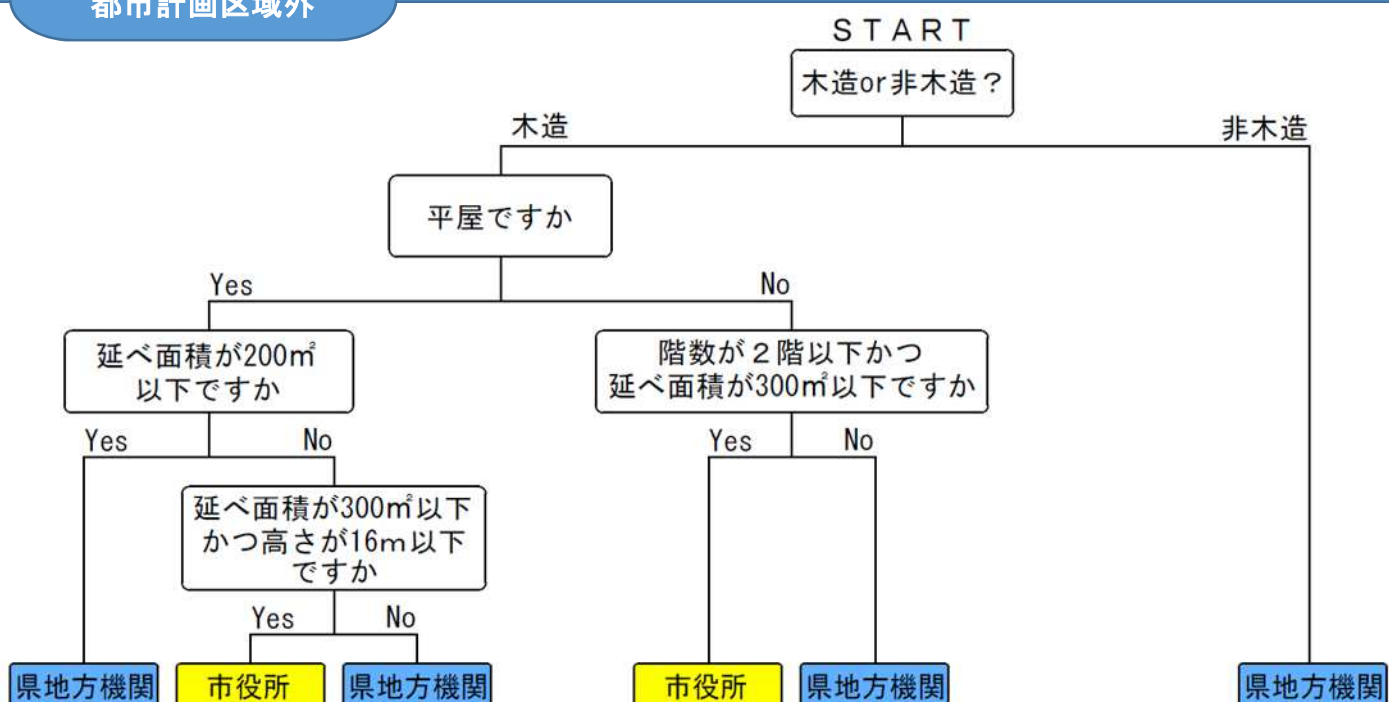 都市計画区域外
ＳＴＡＲＴ
木造or非木造？
木造
非木造
平屋ですか
Yes
No
延べ面積が200㎡
以下ですか
階数が２階以下かつ
延べ面積が300㎡以下ですか
Yes
No
Yes
No
延べ面積が300㎡以下
かつ高さが16ｍ以下
ですか
Yes
No
県地方機関
市役所
県地方機関
市役所
県地方機関
県地方機関